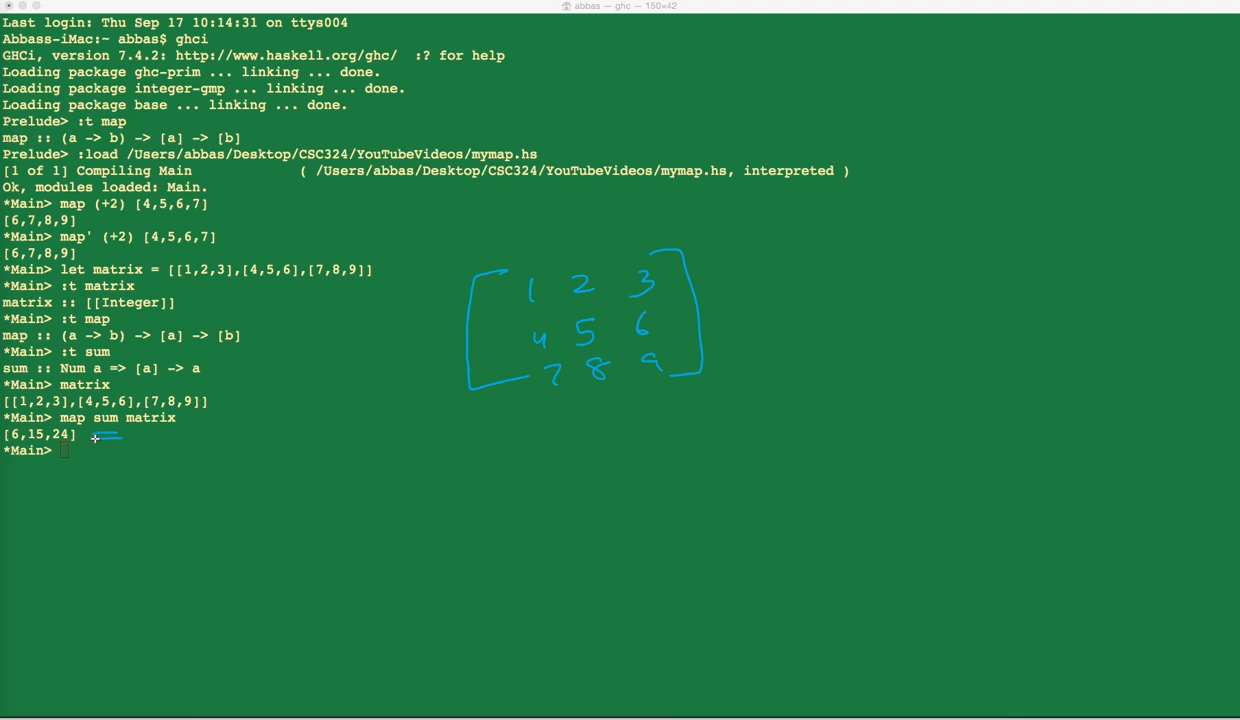 abbas — ghc — 150×42
Last login: Thu Sep 17 10:14:31 on ttys004
Abbass-iMac:~ abbas$ ghci
GHCi, version 7.4.2: http://www.haskell.org/ghc/  :? for help
Loading package ghc-prim ... linking ... done.
Loading package integer-gmp ... linking ... done.
Loading package base ... linking ... done.
Prelude> :t map
map :: (a -> b) -> [a] -> [b]
Prelude> :load /Users/abbas/Desktop/CSC324/YouTubeVideos/mymap.hs
[1 of 1] Compiling Main             ( /Users/abbas/Desktop/CSC324/YouTubeVideos/mymap.hs, interpreted )
Ok, modules loaded: Main.
*Main> map (+2) [4,5,6,7]
[6,7,8,9]
*Main> map' (+2) [4,5,6,7]
[6,7,8,9]
*Main> let matrix = [[1,2,3],[4,5,6],[7,8,9]]
*Main> :t matrix
matrix :: [[Integer]]
*Main> :t map
map :: (a -> b) -> [a] -> [b]
*Main> :t sum
sum :: Num a => [a] -> a
*Main> matrix
[[1,2,3],[4,5,6],[7,8,9]]
*Main> map sum matrix
[6,15,24]
*Main>
1 2 3
4 5 6
7 8 9